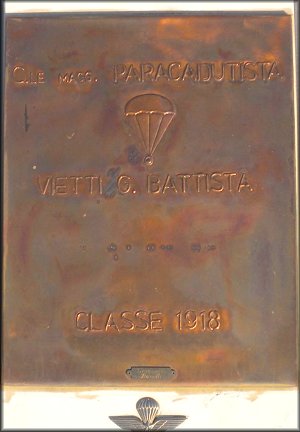 C.LE MAGG. PARACADUTISTA
VIETTI G. BATTISTA
CLASSE 1918